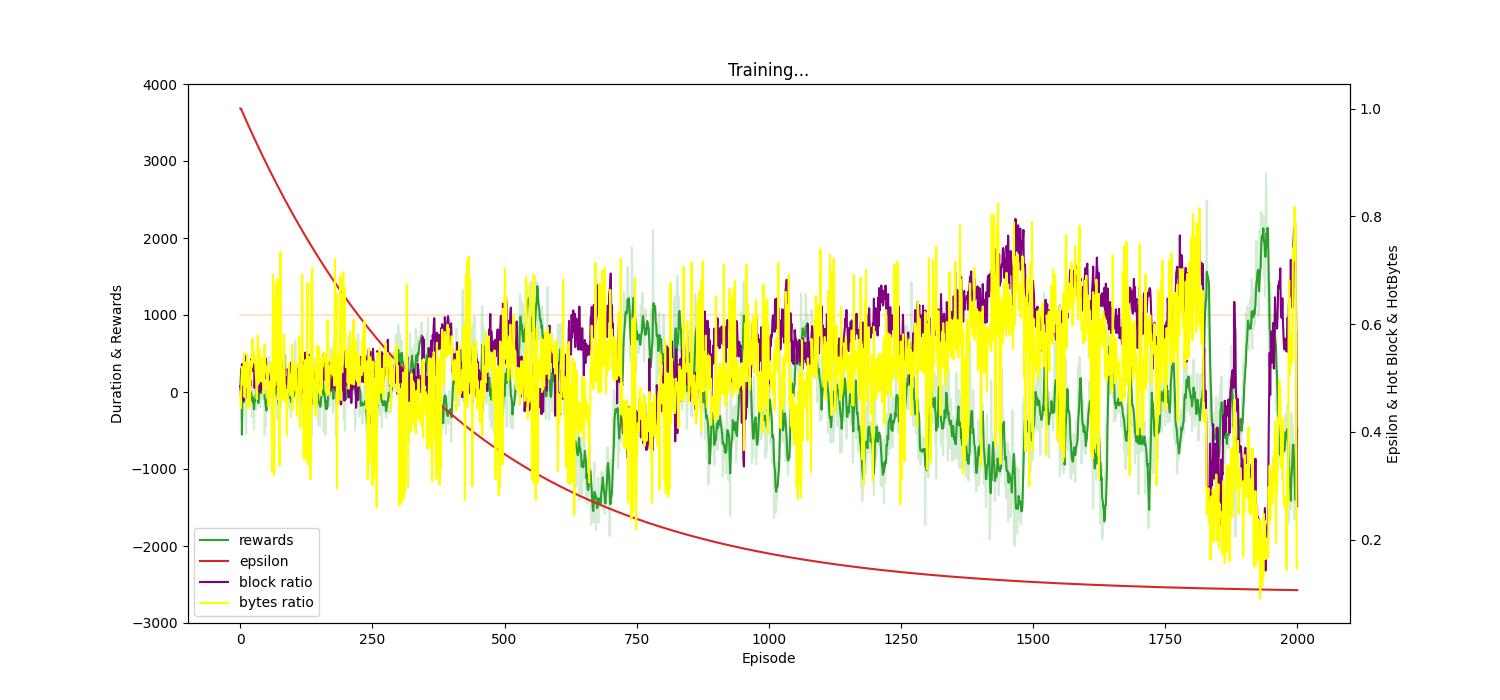 Training...
4000
3000
2000
1000
0
−1000
−2000
−3000
Duration & Rewards
1.0
0.8
0.6
0.4
0.2
Epsilon & Hot Block & HotBytes
rewards
epsilon
block ratio
bytes ratio
0
250
500
750
1000
1250
1500
1750
2000
Episode